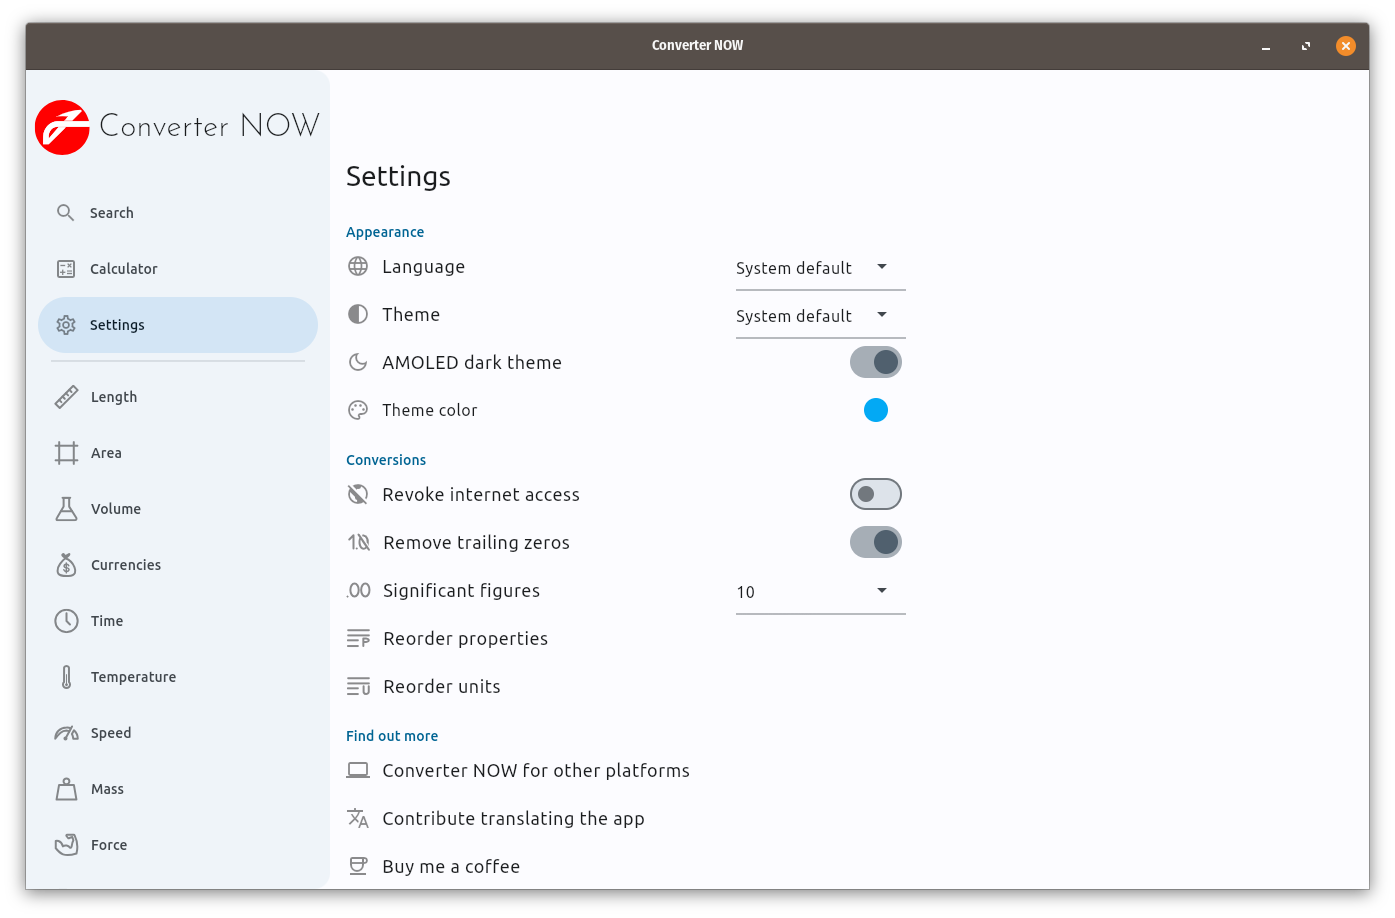 Converter NOW
Converter NOW
Search
Calculator
Settings
Length
Area
Volume
Currencies
Time
Temperature
Speed
Mass
Force
Settings
Appearance
Language System default
Theme System default
AMOLED dark theme
Theme color
Conversions
Revoke internet access
Remove trailing zeros
Significant figures 10
Reorder properties
Reorder units
Find out more
Converter NOW for other platforms
Contribute translating the app
Buy me a coffee